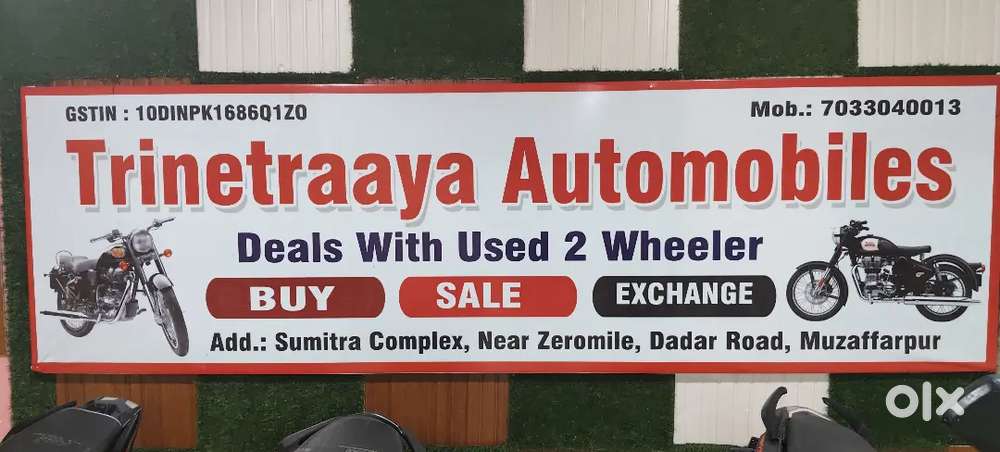 GSTIN : 10DINPK1686Q1ZO Mob.: 7033040013
Trinetraaya Automobiles
Deals With Used 2 Wheeler
BUY SALE EXCHANGE
Add.: Sumitra Complex, Near Zeromile, Dadar Road, Muzaffarpur
olx